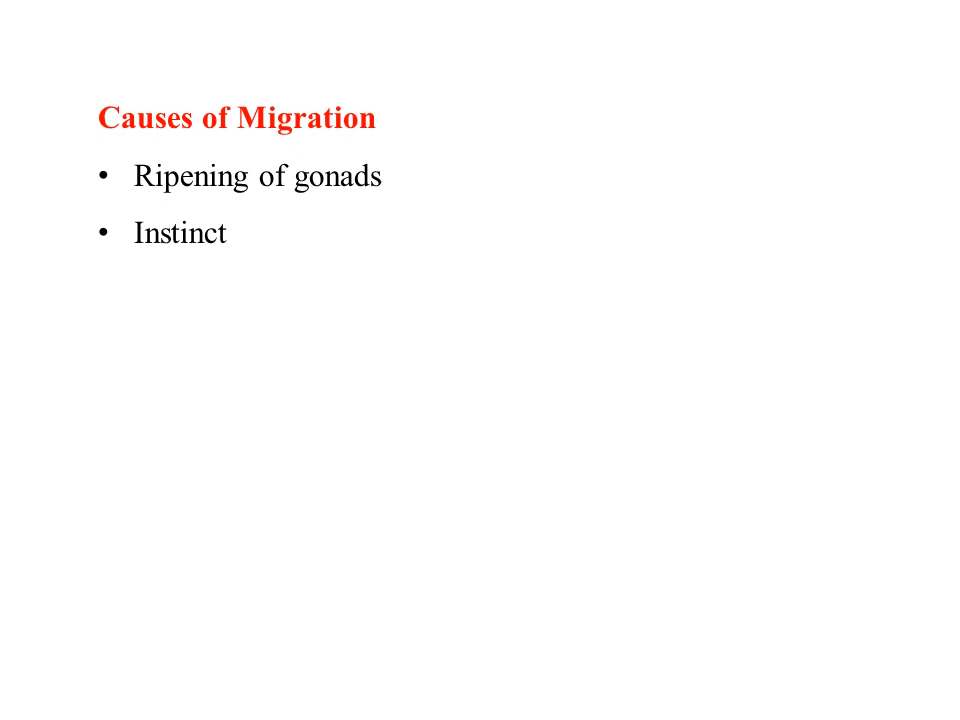 Causes of Migration
• Ripening of gonads
• Instinct